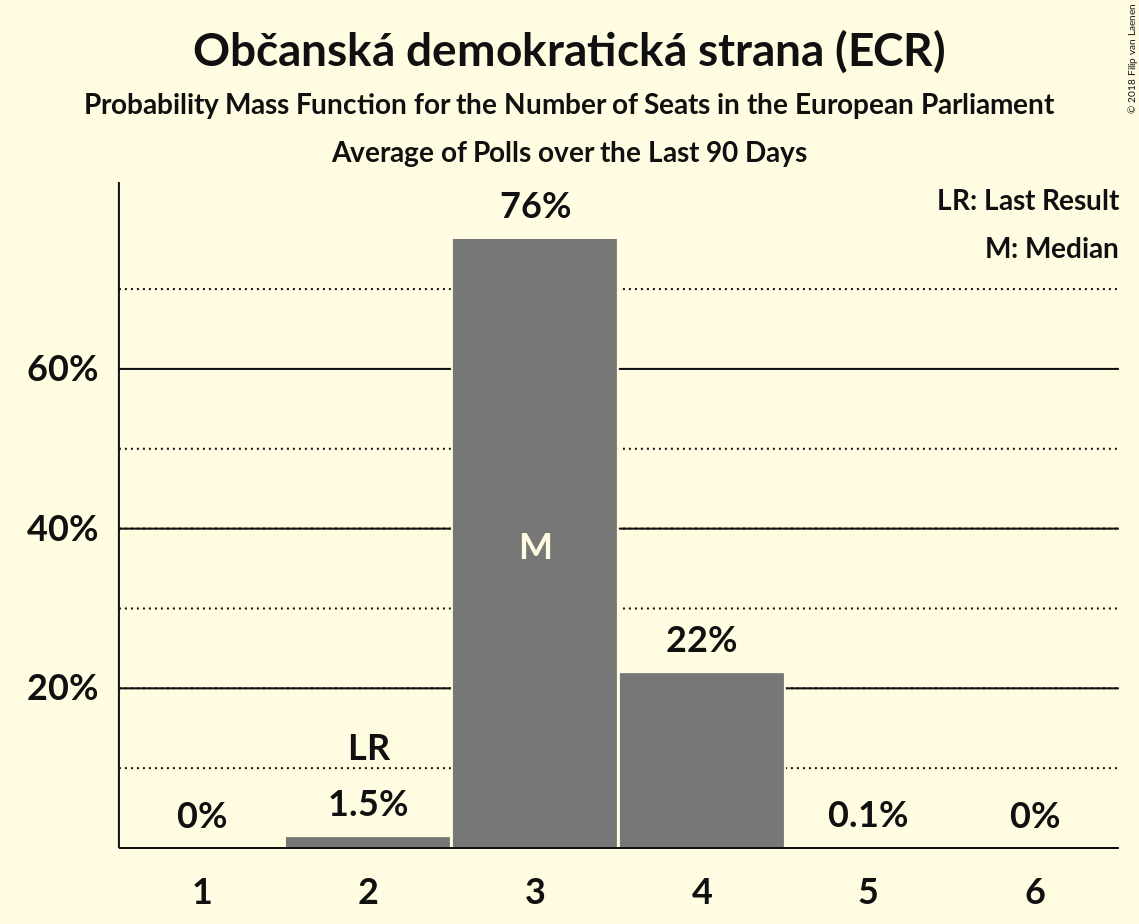 Občanská demokratická strana (ECR)
Probability Mass Function for the Number of Seats in the European Parliament
Average of Polls over the Last 90 Days
© 2018 Filip van Laenen
LR: Last Result
M: Median
76%
60%
40%
M
22%
20%
LR
0%
1.5%
0.1%
0%
1 2 3 4 5 6